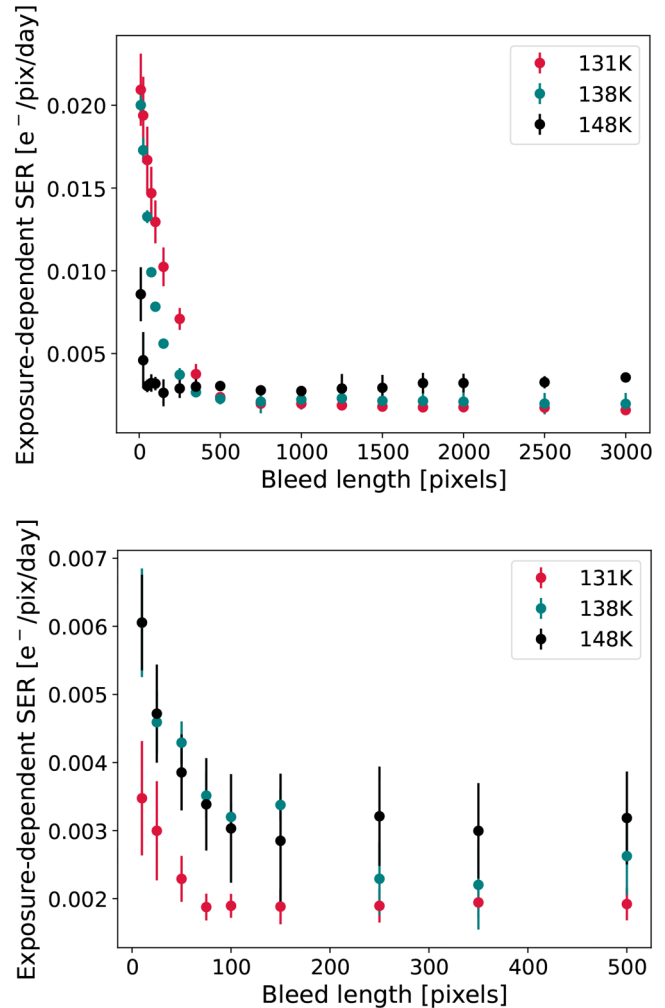 Exposure-dependent SER [e⁻/pix/day]
0.020
0.015
0.010
0.005
131K
138K
148K
0 500 1000 1500 2000 2500 3000
Bleed length [pixels]
Exposure-dependent SER [e⁻/pix/day]
0.007
0.006
0.005
0.004
0.003
0.002
131K
138K
148K
0 100 200 300 400 500
Bleed length [pixels]